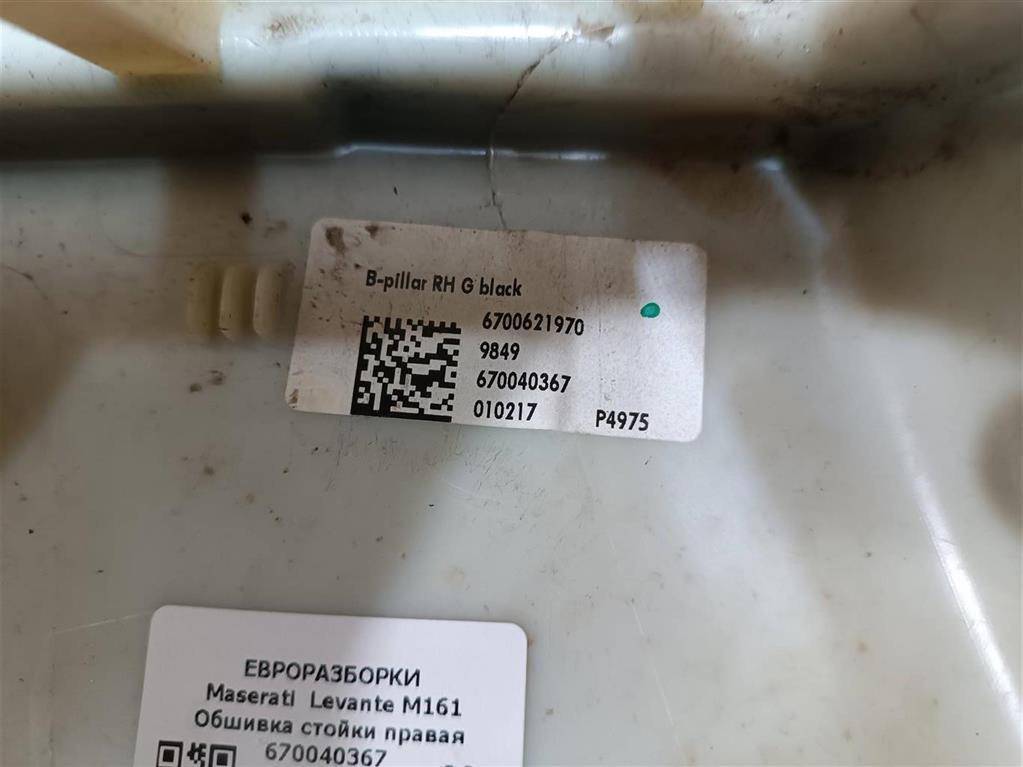 B-pillar RH G black
6700621970
9849
670040367
010217 P4975
ЕВРОРАЗБОРКИ
Maserati Levante M161
Обшивка стойки правая
670040367